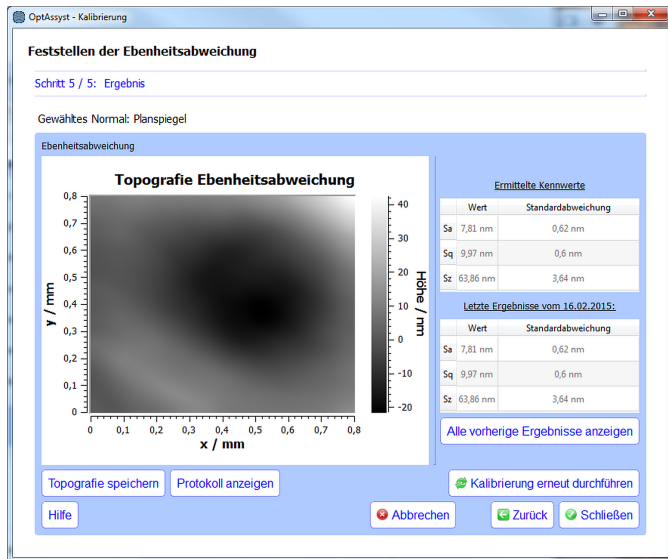 OptAssyst - Kalibrierung
Feststellen der Ebenheitsabweichung
Schritt 5 / 5: Ergebnis
Gewähltes Normal: Planspiegel
Ebenheitsabweichung
Topografie Ebenheitsabweichung
0,8
0,7
0,6
0,5
0,4
0,3
0,2
0,1
0
y / mm
0 0,1 0,2 0,3 0,4 0,5 0,6 0,7 0,8
x / mm
40
30
20
10
0
-10
-20
Höhe / nm
Ermittelte Kennwerte
Wert Standardabweichung
Sa 7,81 nm 0,62 nm
Sq 9,97 nm 0,6 nm
Sz 63,86 nm 3,64 nm
Letzte Ergebnisse vom 16.02.2015:
Wert Standardabweichung
Sa 7,81 nm 0,62 nm
Sq 9,97 nm 0,6 nm
Sz 63,86 nm 3,64 nm
Alle vorherige Ergebnisse anzeigen
Topografie speichern Protokoll anzeigen Kalibrierung erneut durchführen
Hilfe Abbrechen Zurück Schließen